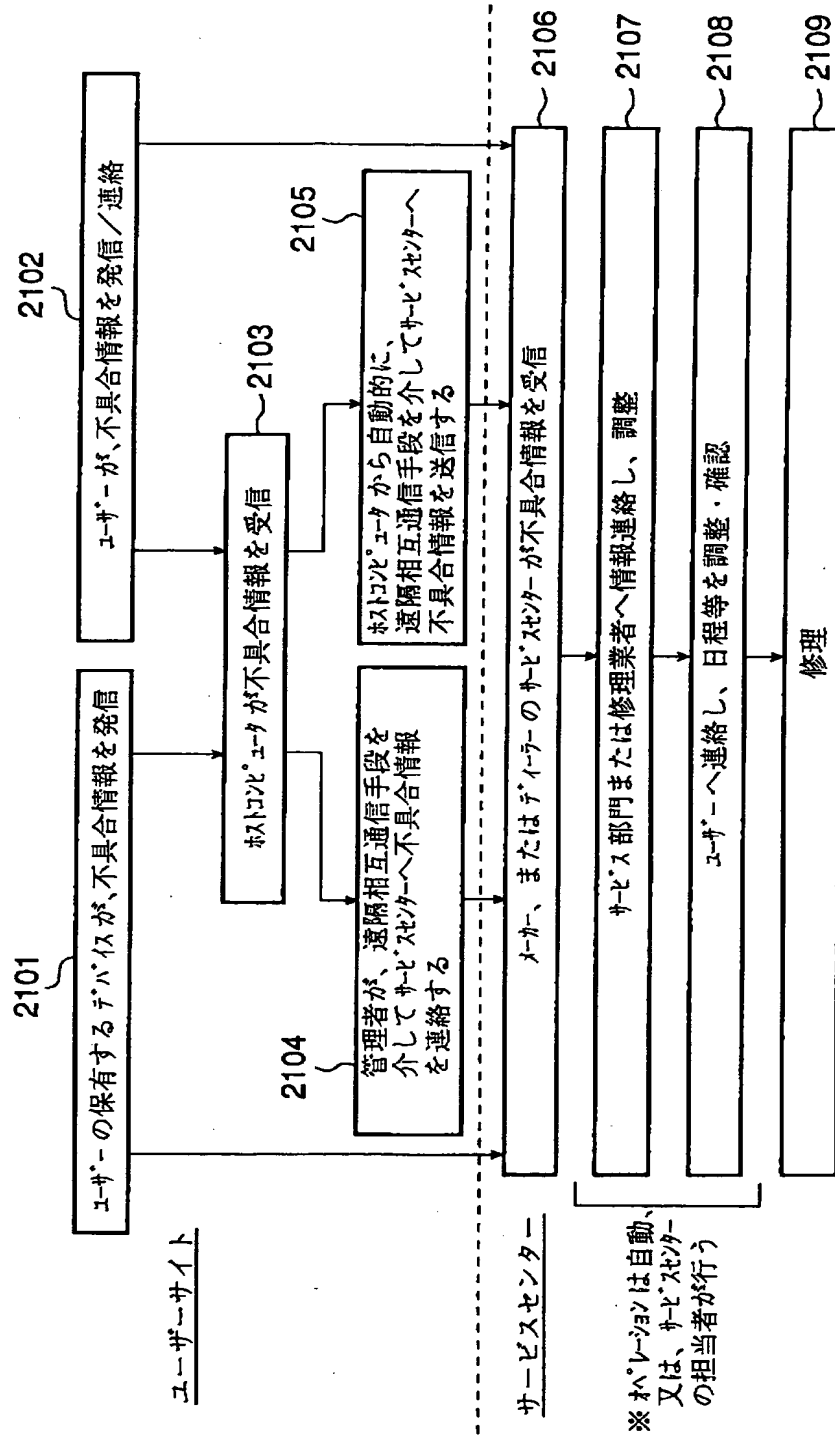 ユーザーサイト
2101
ユーザーの保有するデバイスが、不具合情報を発信
2102
ユーザーが、不具合情報を発信／連絡
2103
ホストコンピュータが不具合情報を受信
2104
管理者が、遠隔相互通信手段を
介してサービスセンターへ不具合情報
を連絡する
2105
ホストコンピュータから自動的に、
遠隔相互通信手段を介してサービスセンターへ
不具合情報を送信する
サービスセンター
メーカー、またはディーラーのサービスセンターが不具合情報を受信
2106
サービス部門または修理業者へ情報連絡し、調整
2107
ユーザーへ連絡し、日程等を調整・確認
2108
※オペレーションは自動、
又は、サービスセンター
の担当者が行う
修理
2109